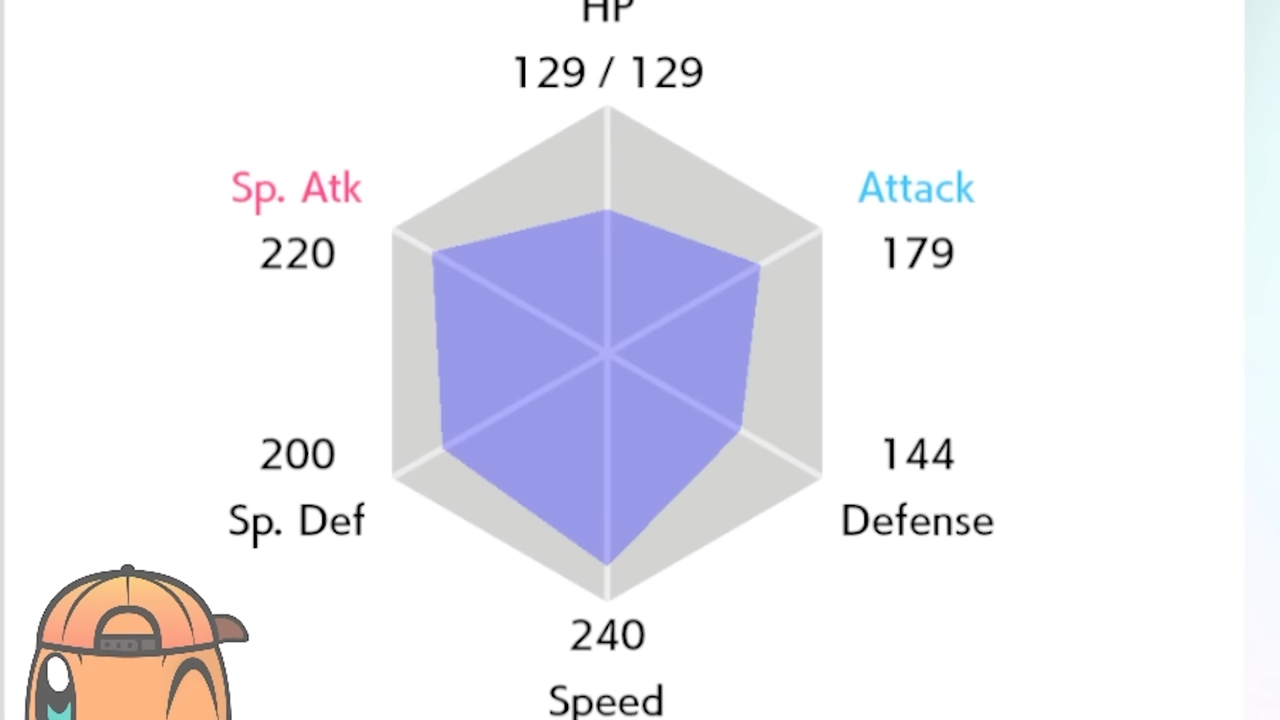 HP
129 / 129
Sp. Atk
Attack
220
179
200
144
Sp. Def
Defense
240
Speed